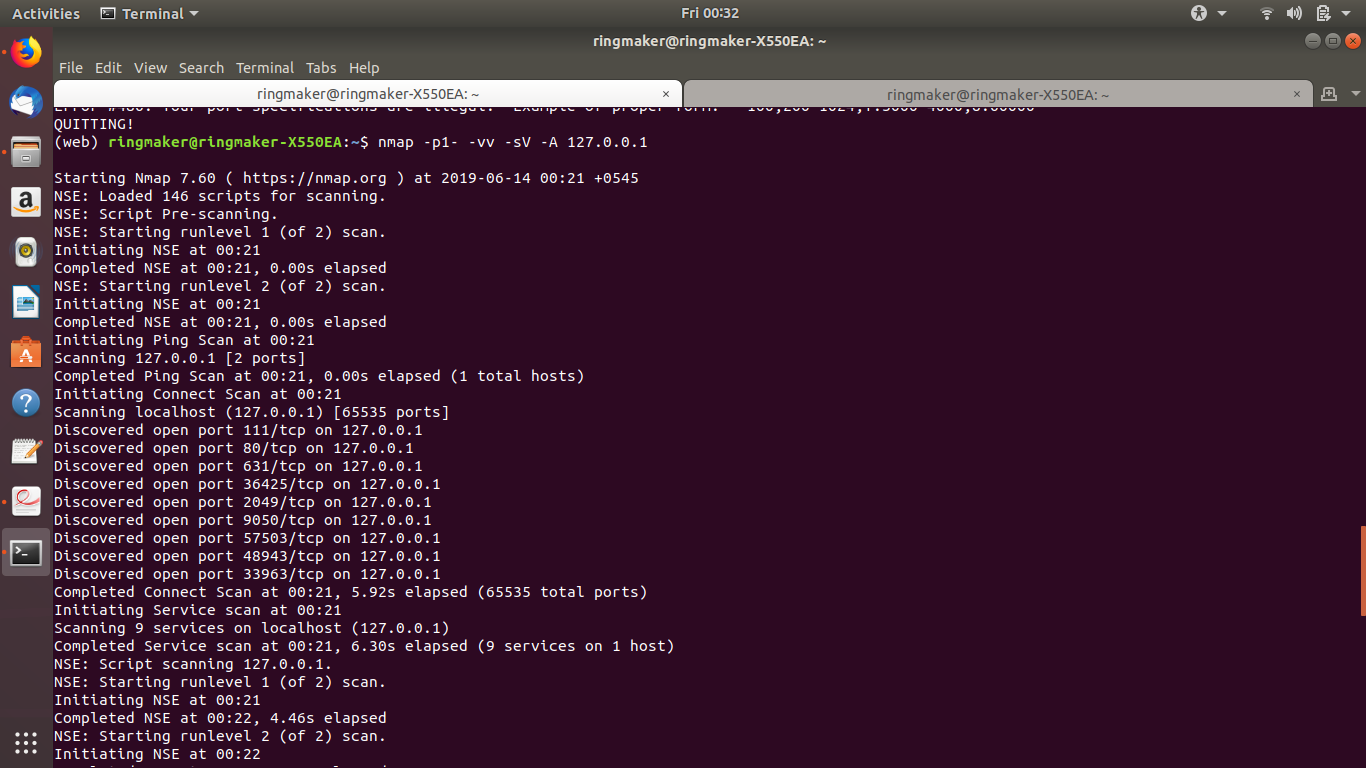 Activities
Terminal
Fri 00:32
ringmaker@ringmaker-X550EA: ~
File Edit View Search Terminal Tabs Help
ringmaker@ringmaker-X550EA: ~ ×
ringmaker@ringmaker-X550EA: ~ ×
QUITTING!
(web) ringmaker@ringmaker-X550EA:~$ nmap -p1- -vv -sV -A 127.0.0.1
Starting Nmap 7.60 ( https://nmap.org ) at 2019-06-14 00:21 +0545
NSE: Loaded 146 scripts for scanning.
NSE: Script Pre-scanning.
NSE: Starting runlevel 1 (of 2) scan.
Initiating NSE at 00:21
Completed NSE at 00:21, 0.00s elapsed
NSE: Starting runlevel 2 (of 2) scan.
Initiating NSE at 00:21
Completed NSE at 00:21, 0.00s elapsed
Initiating Ping Scan at 00:21
Scanning 127.0.0.1 [2 ports]
Completed Ping Scan at 00:21, 0.00s elapsed (1 total hosts)
Initiating Connect Scan at 00:21
Scanning localhost (127.0.0.1) [65535 ports]
Discovered open port 111/tcp on 127.0.0.1
Discovered open port 80/tcp on 127.0.0.1
Discovered open port 631/tcp on 127.0.0.1
Discovered open port 36425/tcp on 127.0.0.1
Discovered open port 2049/tcp on 127.0.0.1
Discovered open port 9050/tcp on 127.0.0.1
Discovered open port 57503/tcp on 127.0.0.1
Discovered open port 48943/tcp on 127.0.0.1
Discovered open port 33963/tcp on 127.0.0.1
Completed Connect Scan at 00:21, 5.92s elapsed (65535 total ports)
Initiating Service scan at 00:21
Scanning 9 services on localhost (127.0.0.1)
Completed Service scan at 00:21, 6.30s elapsed (9 services on 1 host)
NSE: Script scanning 127.0.0.1.
NSE: Starting runlevel 1 (of 2) scan.
Initiating NSE at 00:21
Completed NSE at 00:22, 4.46s elapsed
NSE: Starting runlevel 2 (of 2) scan.
Initiating NSE at 00:22